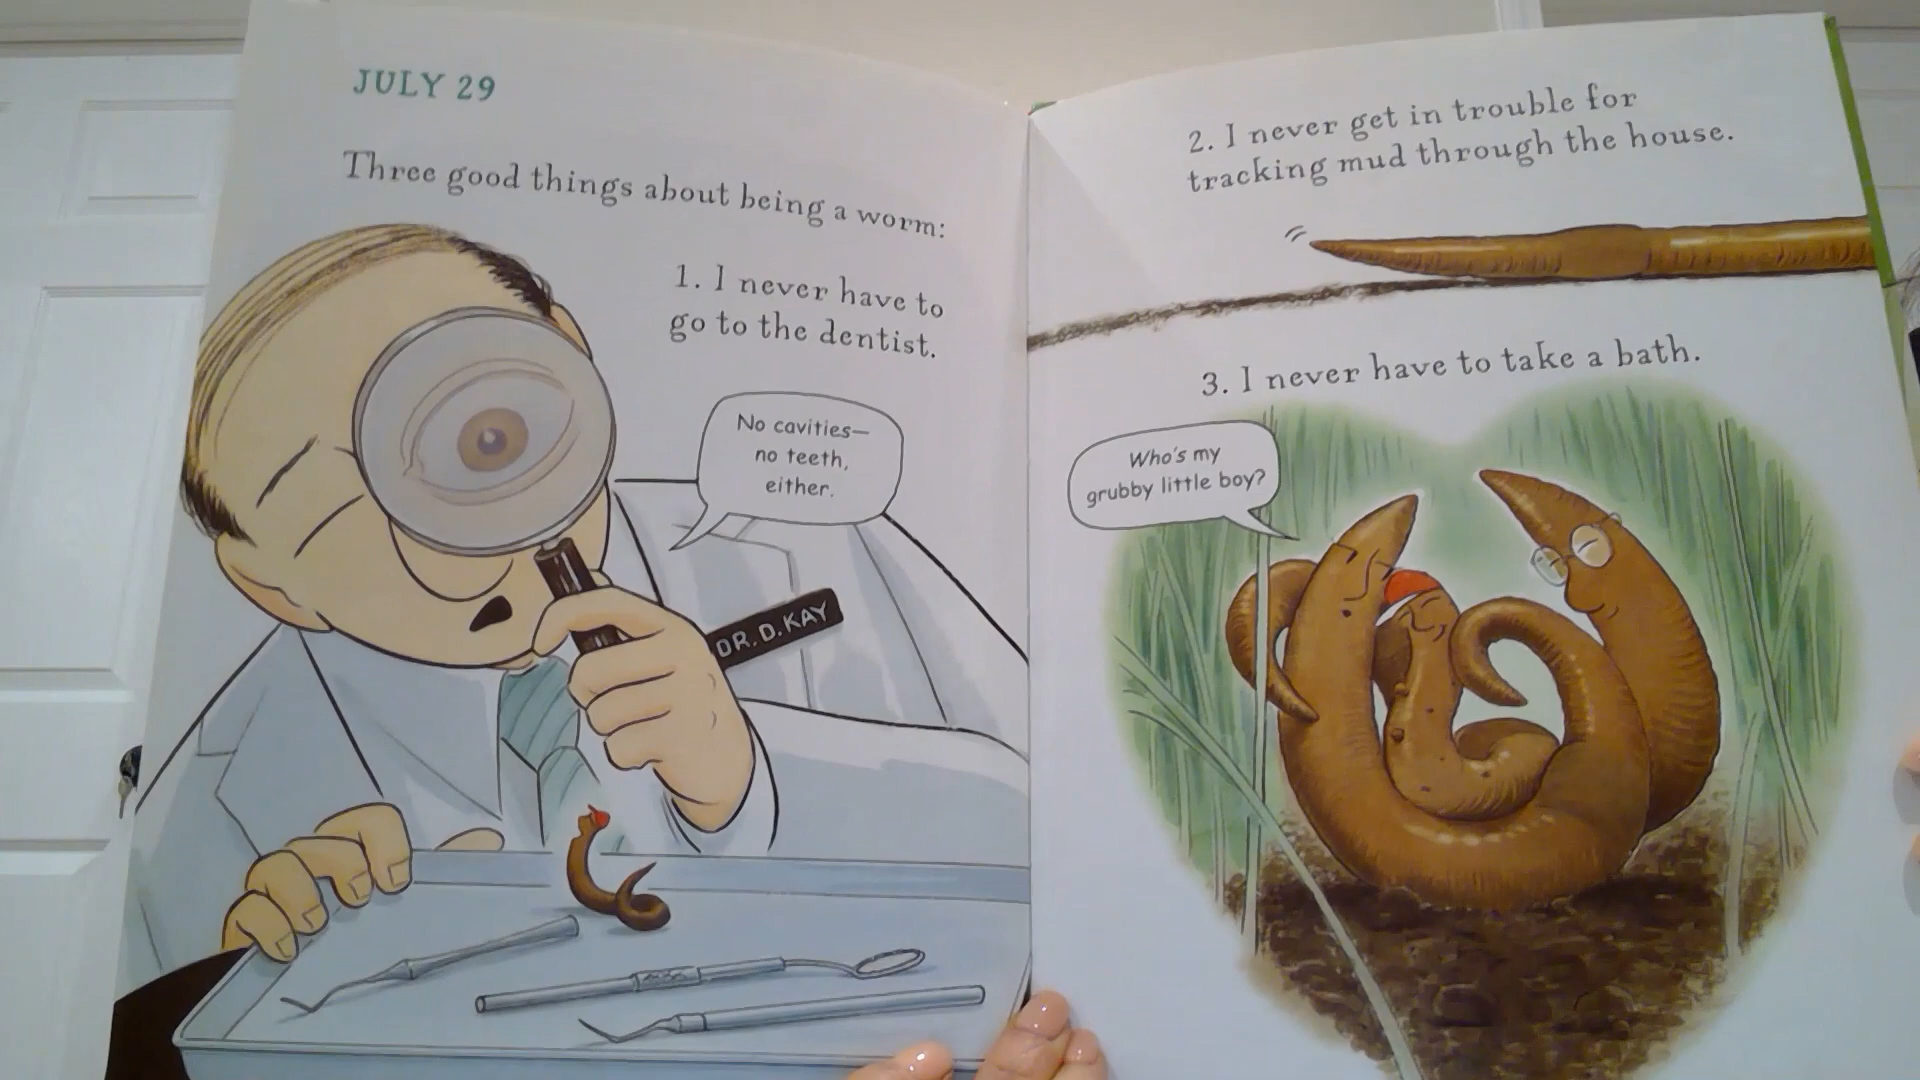 JULY 29
Three good things about being a worm:
1. I never have to
go to the dentist.
No cavities—
no teeth,
either.
DR. D. KAY
2. I never get in trouble for
tracking mud through the house.
3. I never have to take a bath.
Who's my
grubby little boy?